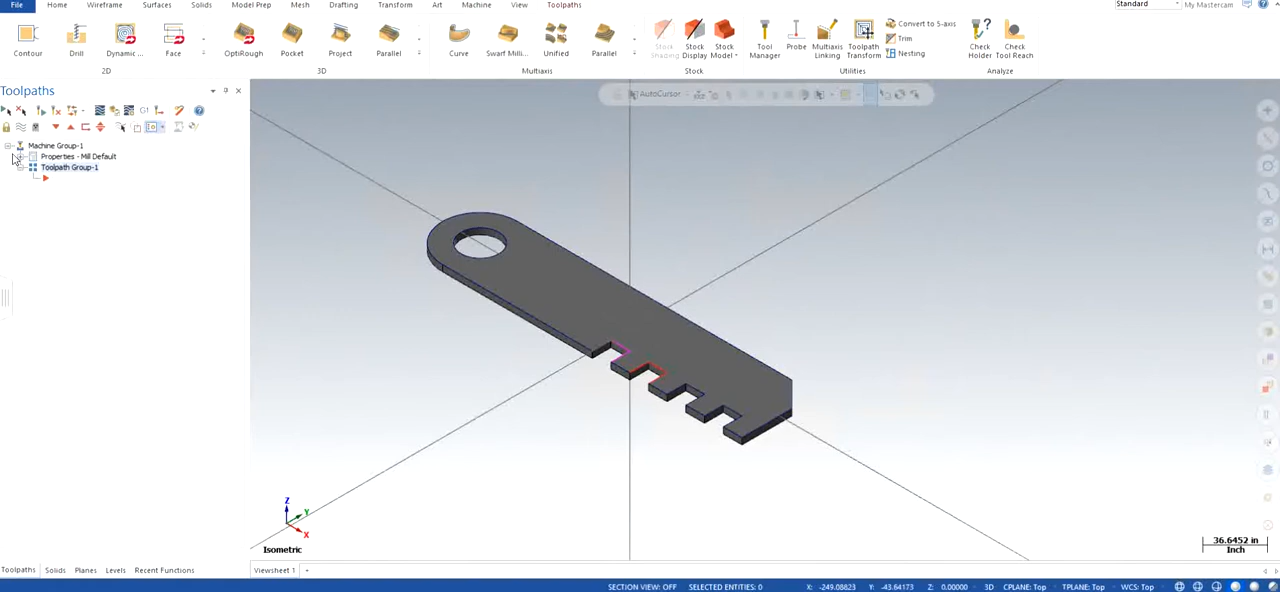 File Home Wireframe Surfaces Solids Model Prep Mesh Drafting Transform Art Machine View Toolpaths Standard My Mastercam
Contour Drill Dynamic ... Face OptiRough Pocket Project Parallel Curve Swarf Milli... Unified Parallel Stock Shading Stock Display Stock Model Tool Manager Probe Multiaxis Linking Toolpath Transform Convert to 5-axis Trim Nesting Check Holder Check Tool Reach
2D 3D Multiaxis Stock Utilities Analyze
Toolpaths
AutoCursor
G1
Machine Group-1
Properties - Mill Default
Toolpath Group-1
Z
Y
X
Isometric
36.6452 in
Inch
Toolpaths Solids Planes Levels Recent Functions Viewsheet 1 +
SECTION VIEW: OFF SELECTED ENTITIES: 0 X: -249.08823 Y: -43.64173 Z: 0.00000 3D CPLANE: Top TPLANE: Top WCS: Top